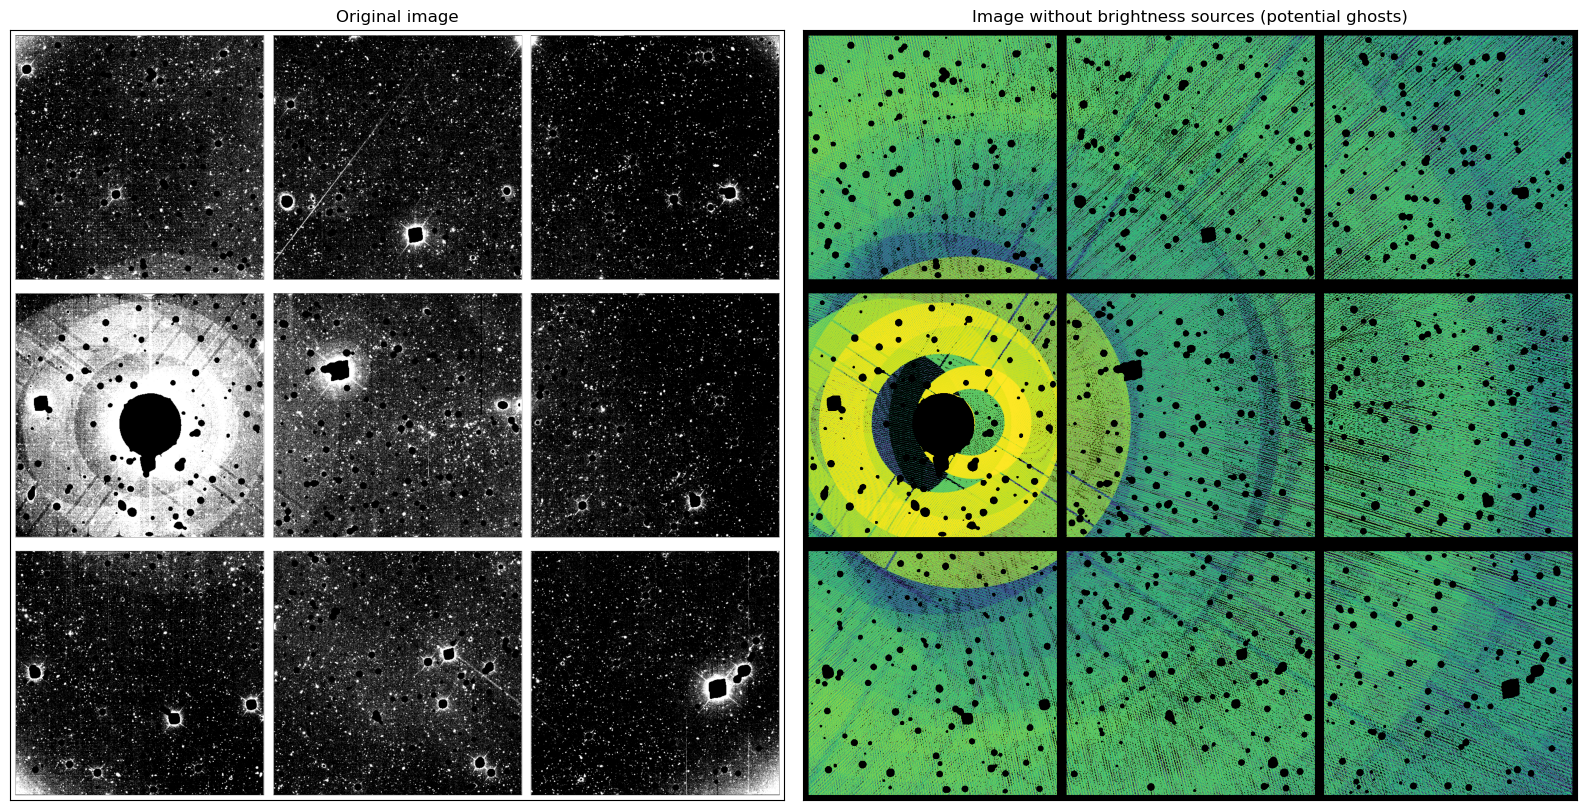 Original image
Image without brightness sources (potential ghosts)